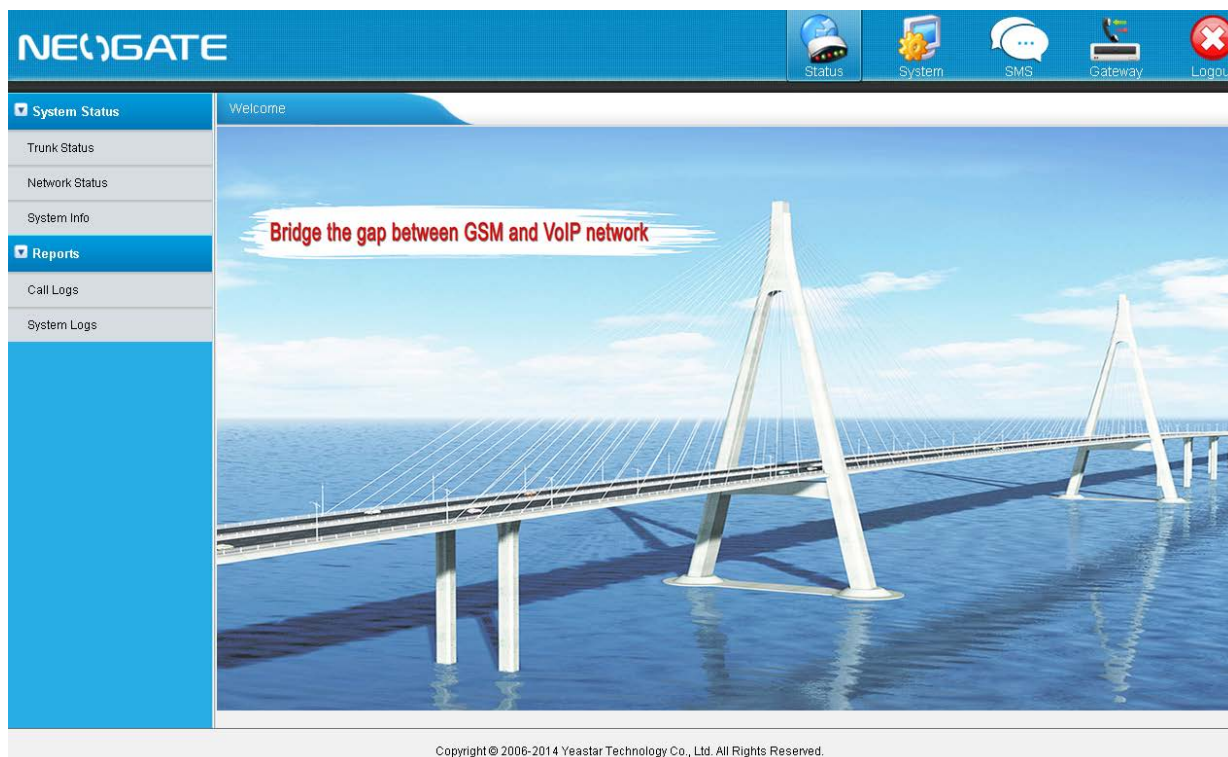 NEOGATE
Status
System
SMS
Gateway
Logou
System Status
Trunk Status
Network Status
System Info
Reports
Call Logs
System Logs
Welcome
Bridge the gap between GSM and VoIP network
Copyright © 2006-2014 Yeastar Technology Co., Ltd. All Rights Reserved.